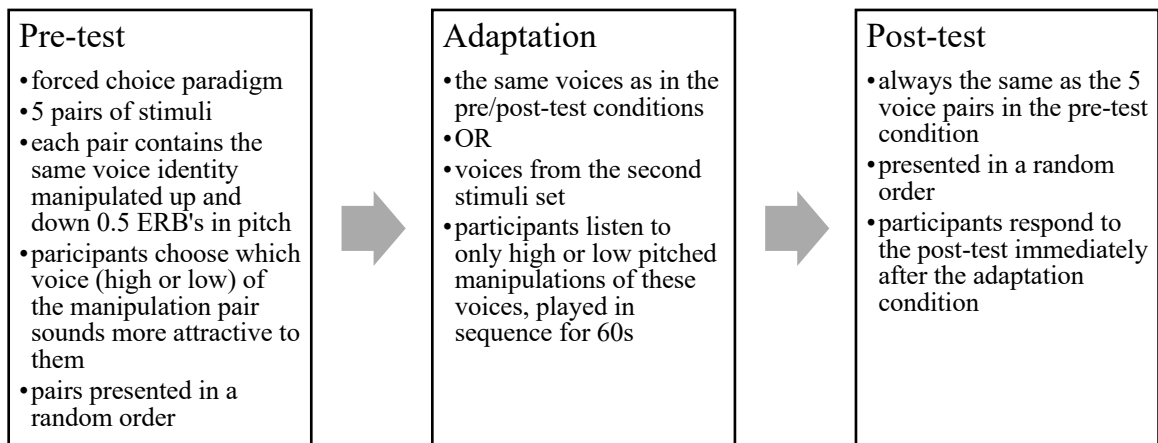 Pre-test
•forced choice paradigm
•5 pairs of stimuli
•each pair contains the
same voice identity
manipulated up and
down 0.5 ERB's in pitch
•paricipants choose which
voice (high or low) of
the manipulation pair
sounds more attractive to
them
•pairs presented in a
random order
Adaptation
•the same voices as in the
pre/post-test conditions
•OR
•voices from the second
stimuli set
•participants listen to
only high or low pitched
manipulations of these
voices, played in
sequence for 60s
Post-test
•always the same as the 5
voice pairs in the pre-test
condition
•presented in a random
order
•participants respond to
the post-test immediately
after the adaptation
condition